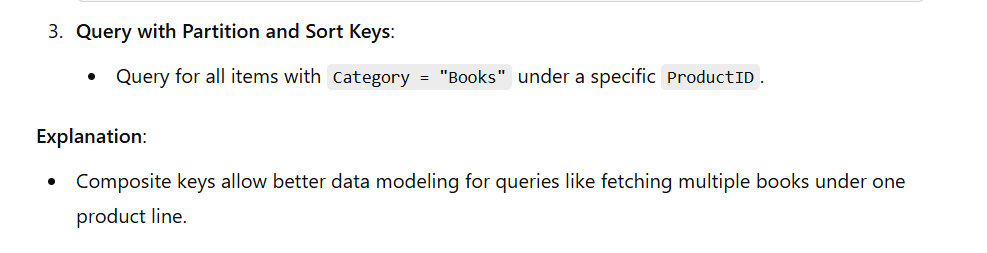 3. Query with Partition and Sort Keys:
• Query for all items with Category = "Books" under a specific ProductID.
Explanation:
• Composite keys allow better data modeling for queries like fetching multiple books under one
product line.